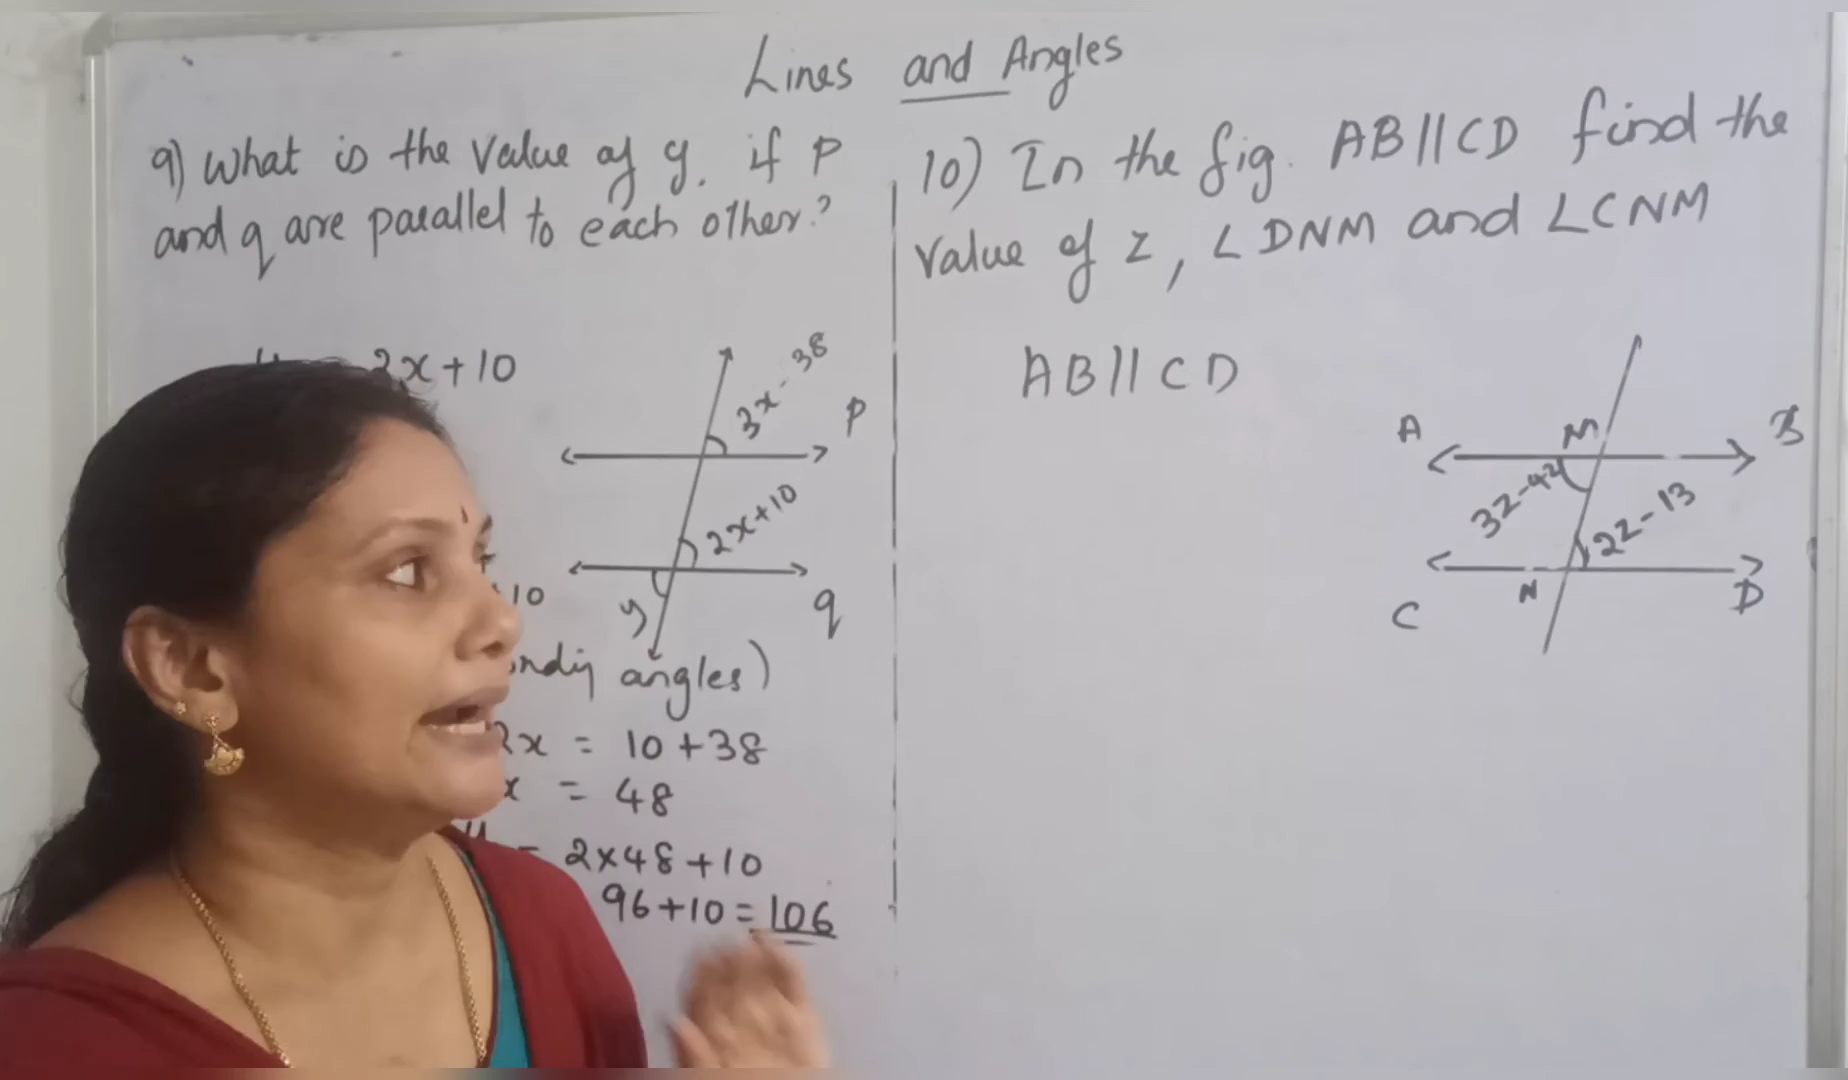 Lines and Angles
9) What is the value of y. if p
and q are parallel to each other?
2x+10
3x-38
p
2x+10
q
y
10
angles)
2x = 10+38
x = 48
= 2x48+10
96+10=106
10) In the fig. AB||CD find the
value of z, ∠DNM and ∠CNM
AB||CD
A
M
B
3z-42
2z-13
C
N
D